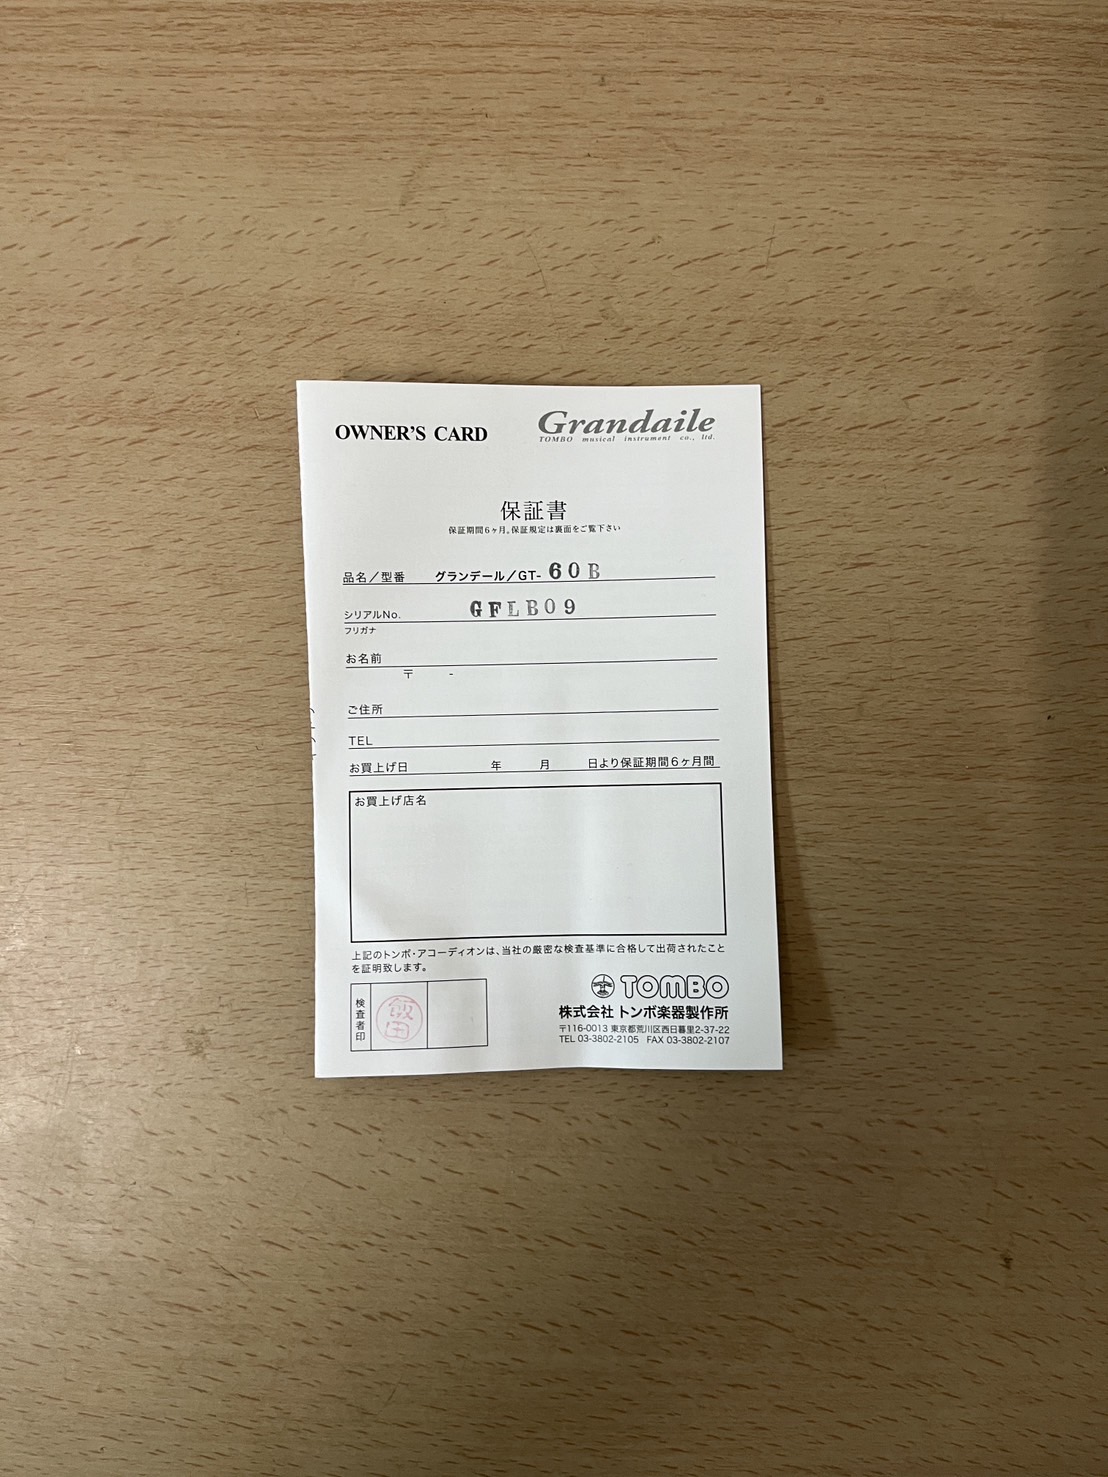 OWNER'S CARD
Grandaile
TOMBO musical instrument co., ltd.
保証書
保証期間6ヶ月。保証規定は裏面をご覧下さい
品名／型番 グランデール／GT- 60B
シリアルNo. GFLB09
フリガナ
お名前
〒 -
ご住所
TEL
お買上げ日 年 月 日より保証期間6ヶ月間
お買上げ店名
上記のトンボ・アコーディオンは、当社の厳密な検査基準に合格して出荷されたこと
を証明致します。
検査者印
飯田
TOMBO
株式会社 トンボ楽器製作所
〒116-0013 東京都荒川区西日暮里2-37-22
TEL 03-3802-2105 FAX 03-3802-2107